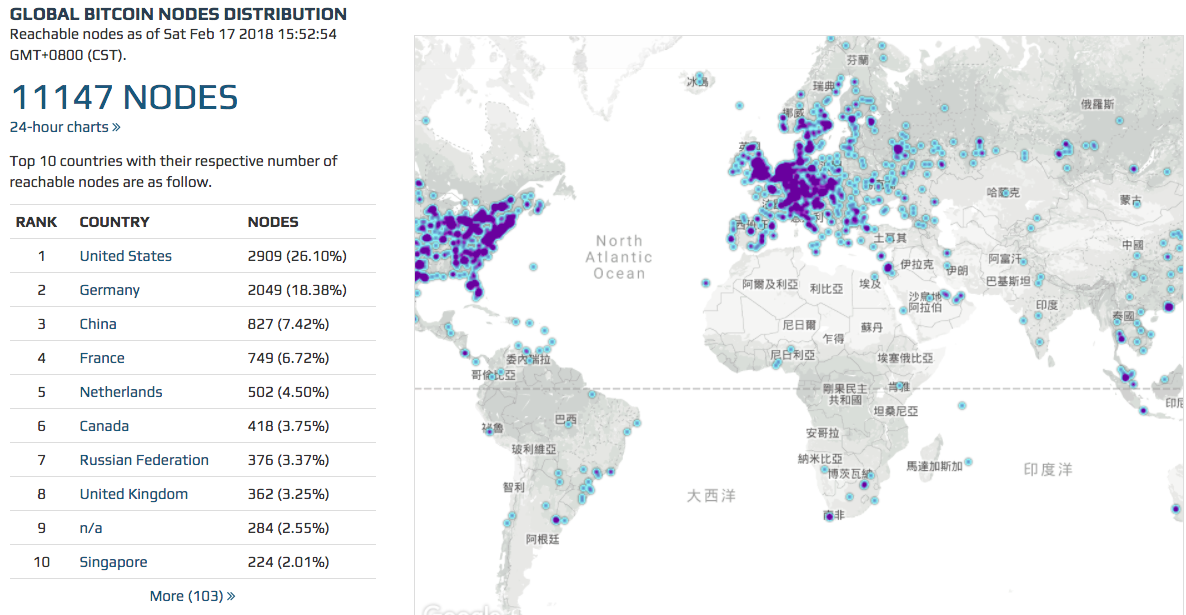 GLOBAL BITCOIN NODES DISTRIBUTION
Reachable nodes as of Sat Feb 17 2018 15:52:54
GMT+0800 (CST).
11147 NODES
24-hour charts »
Top 10 countries with their respective number of
reachable nodes are as follow.
RANK COUNTRY NODES
1 United States 2909 (26.10%)
2 Germany 2049 (18.38%)
3 China 827 (7.42%)
4 France 749 (6.72%)
5 Netherlands 502 (4.50%)
6 Canada 418 (3.75%)
7 Russian Federation 376 (3.37%)
8 United Kingdom 362 (3.25%)
9 n/a 284 (2.55%)
10 Singapore 224 (2.01%)
More (103) »
芬蘭
冰島
瑞典
俄羅斯
挪威
哈薩克
蒙古
西班牙
土耳其
中國
North
Atlantic
Ocean
伊拉克
伊朗
阿富汗
巴基斯坦
阿爾及利亞
利比亞
埃及
沙烏地
阿拉伯
印度
泰國
尼日爾
蘇丹
乍得
委內瑞拉
尼日利亞
埃塞俄比亞
哥倫比亞
剛果民主
共和國
肯雅
坦桑尼亞
秘魯
巴西
安哥拉
玻利維亞
納米比亞
博茨瓦納
馬達加斯加
印度洋
智利
大西洋
南非
阿根廷